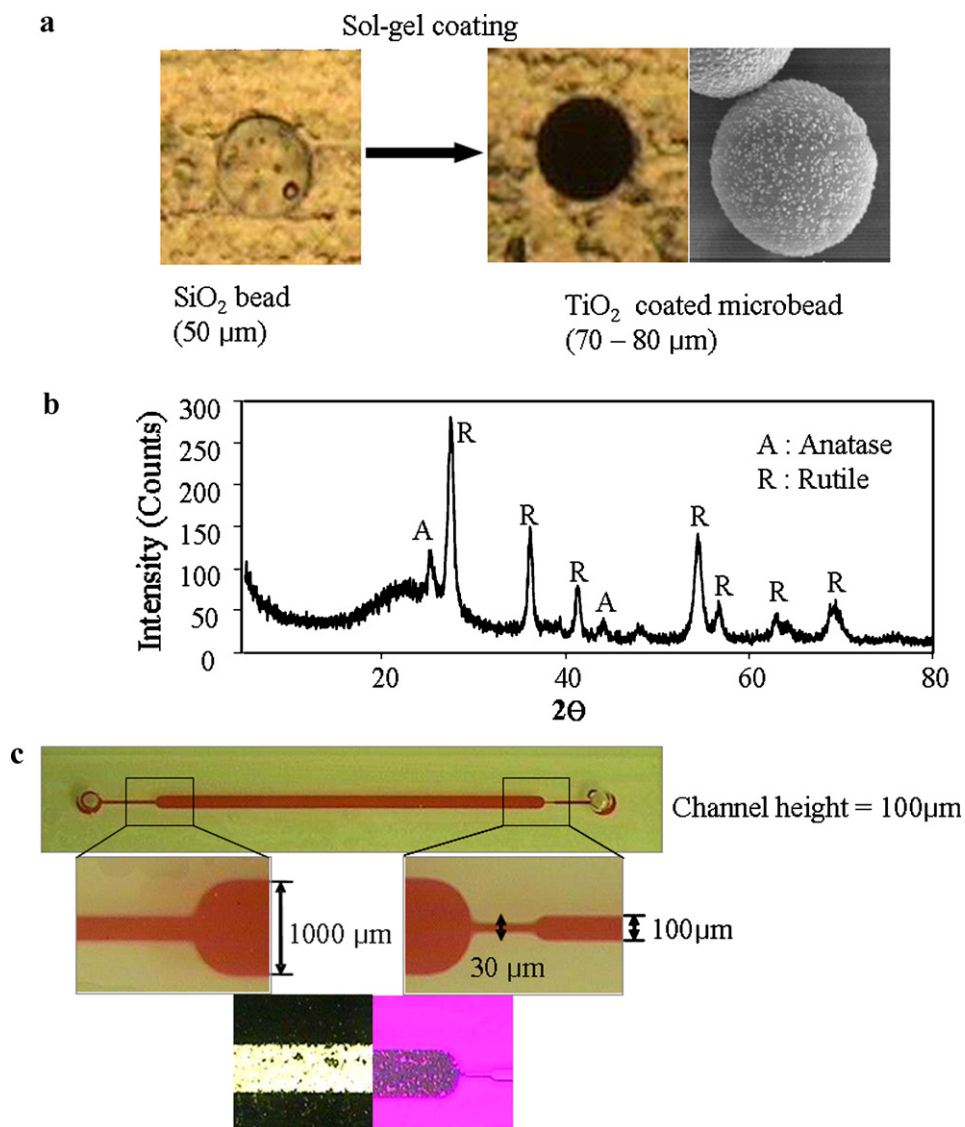 a
Sol-gel coating
SiO₂ bead
(50 µm)
TiO₂ coated microbead
(70 – 80 µm)
b
Intensity (Counts)
300
250
200
150
100
50
0
A
R
R
R
A
R
R
R
R
A : Anatase
R : Rutile
20
40
60
80
2Θ
c
Channel height = 100µm
1000 µm
30 µm
100µm